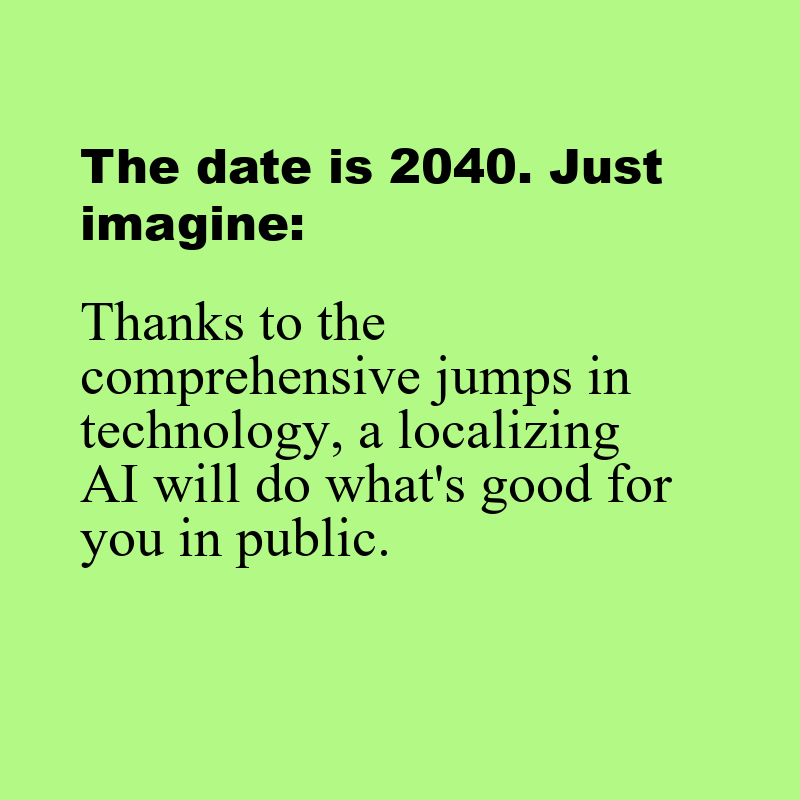 The date is 2040. Just
imagine:
Thanks to the
comprehensive jumps in
technology, a localizing
AI will do what's good for
you in public.